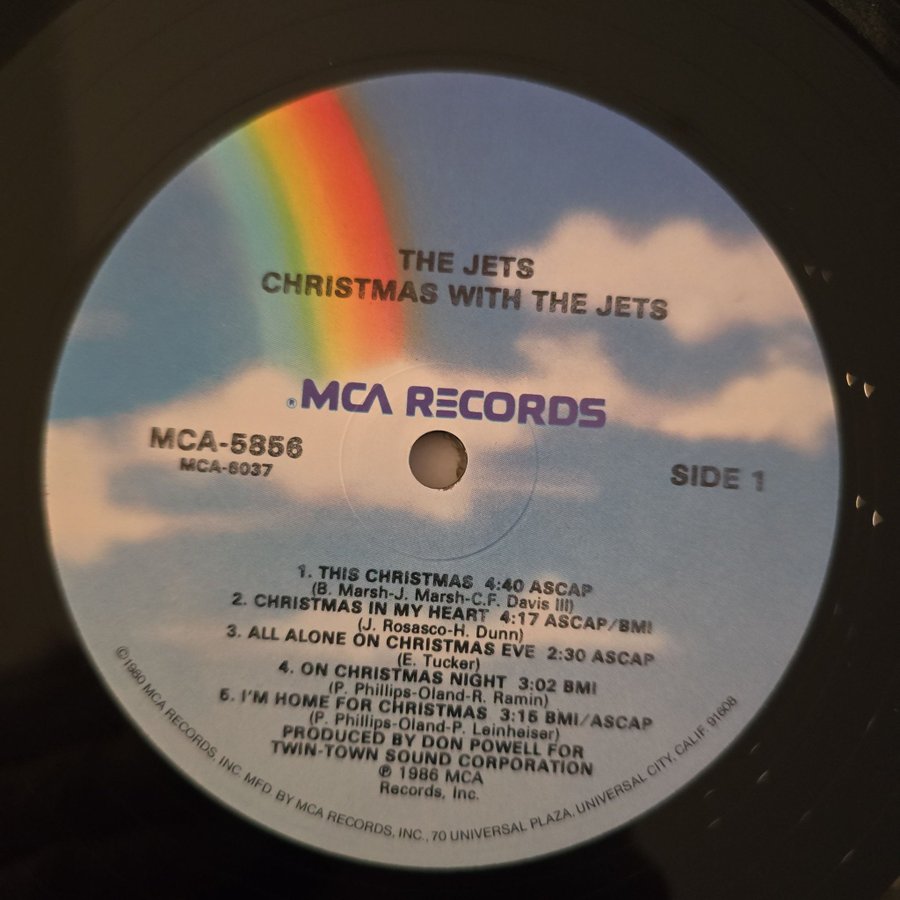 THE JETS
CHRISTMAS WITH THE JETS
® MCA RECORDS
MCA-5856
MCA-6037
SIDE 1
1. THIS CHRISTMAS 4:40 ASCAP
(B. Marsh-J. Marsh-C.F. Davis III)
2. CHRISTMAS IN MY HEART 4:17 ASCAP/BMI
(J. Rosasco-H. Dunn)
3. ALL ALONE ON CHRISTMAS EVE 2:30 ASCAP
(E. Tucker)
4. ON CHRISTMAS NIGHT 3:02 BMI
(P. Phillips-Oland-R. Ramin)
5. I'M HOME FOR CHRISTMAS 3:15 BMI/ASCAP
(P. Phillips-Oland-P. Leinheiser)
PRODUCED BY DON POWELL FOR
TWIN-TOWN SOUND CORPORATION
℗ 1986 MCA
Records, Inc.
©1980 MCA RECORDS, INC. MFD. BY MCA RECORDS, INC., 70 UNIVERSAL PLAZA, UNIVERSAL CITY, CALIF. 91608